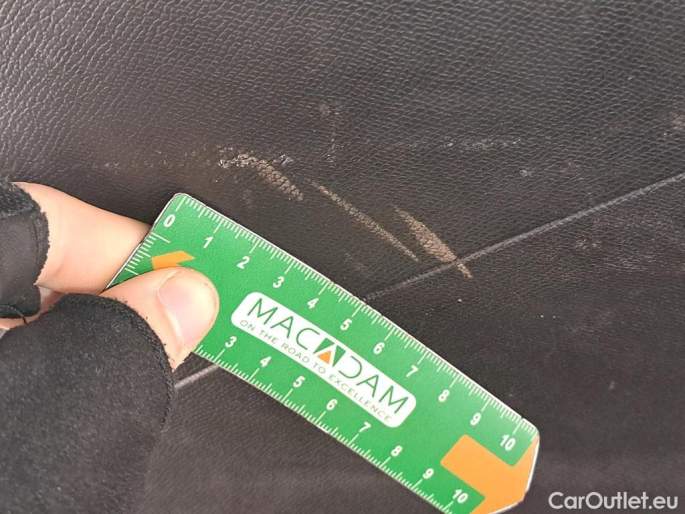 0 1 2 3 4 5 6 7 8 9 10
MACADAM
ON THE ROAD TO EXCELLENCE
3 4 5 6 7 8 9 10
CarOutlet.eu